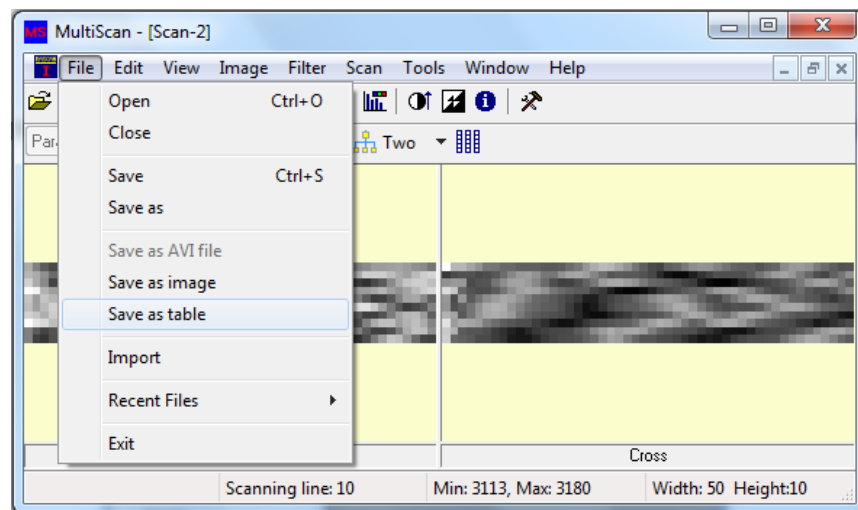 MS MultiScan - [Scan-2]
File Edit View Image Filter Scan Tools Window Help
Open Ctrl+O
Close
Two
Save Ctrl+S
Save as
Save as AVI file
Save as image
Save as table
Import
Recent Files
Exit
Cross
Scanning line: 10 Min: 3113, Max: 3180 Width: 50 Height:10